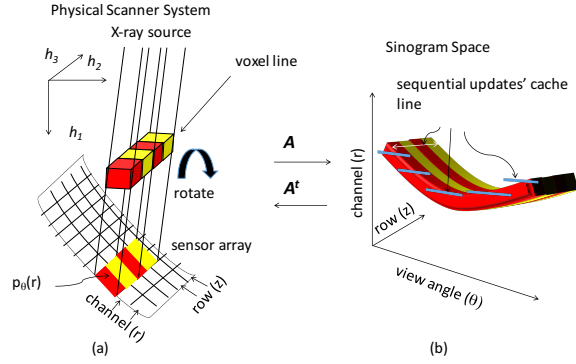 Physical Scanner System
X-ray source
h3
h2
h1
voxel line
rotate
sensor array
pθ(r)
channel (r)
row (z)
(a)
A
Aᵗ
Sinogram Space
sequential updates' cache
line
channel (r)
row (z)
view angle (θ)
(b)